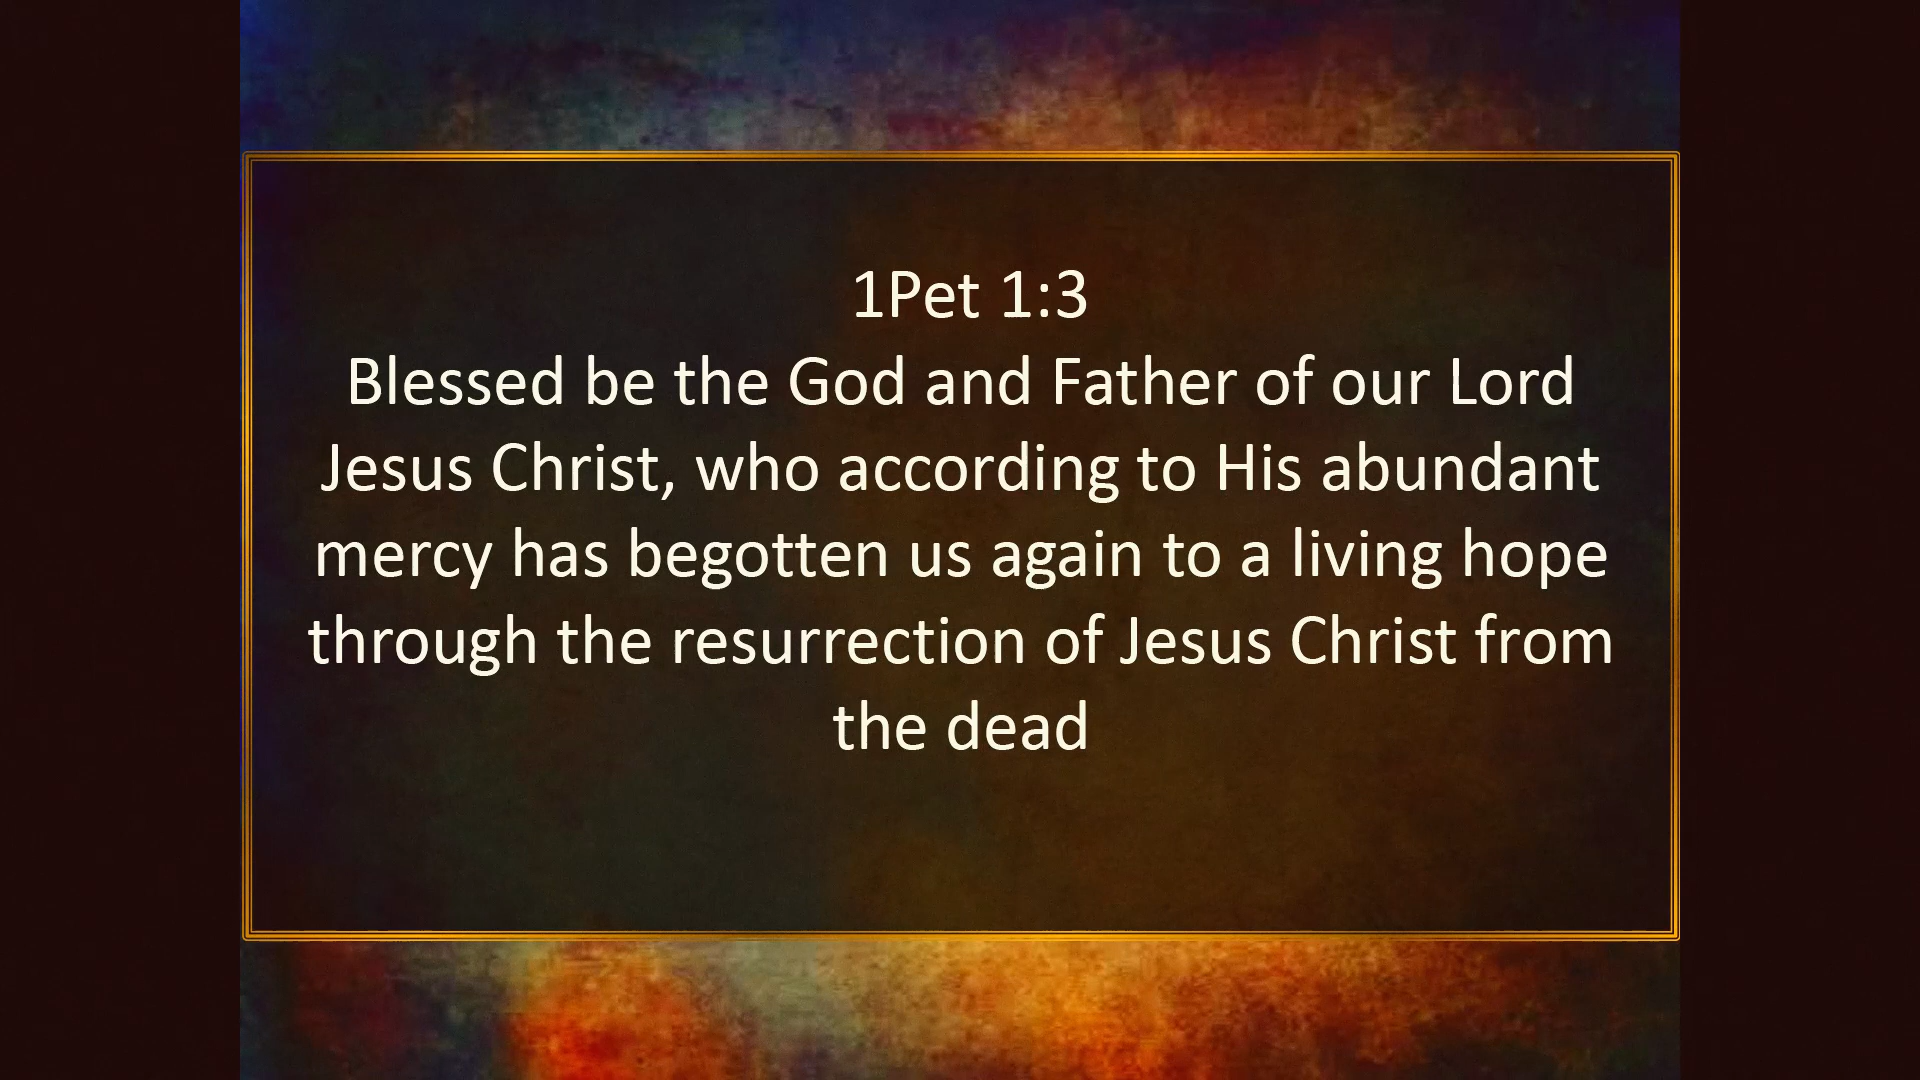 1Pet 1:3
Blessed be the God and Father of our Lord
Jesus Christ, who according to His abundant
mercy has begotten us again to a living hope
through the resurrection of Jesus Christ from
the dead